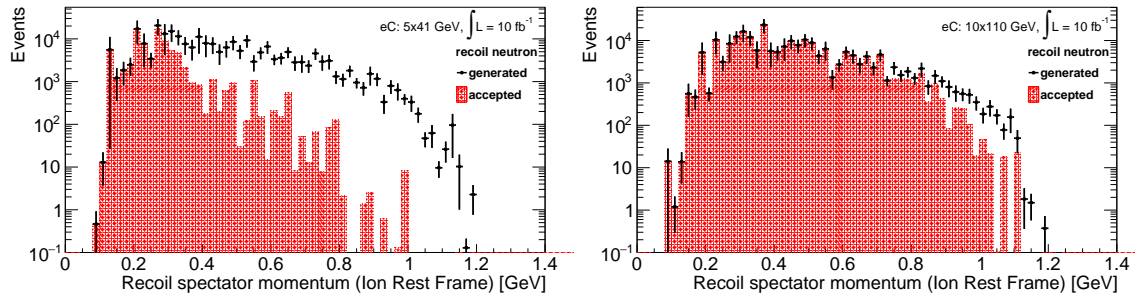 Events
10⁴
10³
10²
10
1
10⁻¹
eC: 5x41 GeV, ∫ L = 10 fb⁻¹
recoil neutron
generated
accepted
0 0.2 0.4 0.6 0.8 1 1.2 1.4
Recoil spectator momentum (Ion Rest Frame) [GeV]
Events
10⁴
10³
10²
10
1
10⁻¹
eC: 10x110 GeV, ∫ L = 10 fb⁻¹
recoil neutron
generated
accepted
0 0.2 0.4 0.6 0.8 1 1.2 1.4
Recoil spectator momentum (Ion Rest Frame) [GeV]